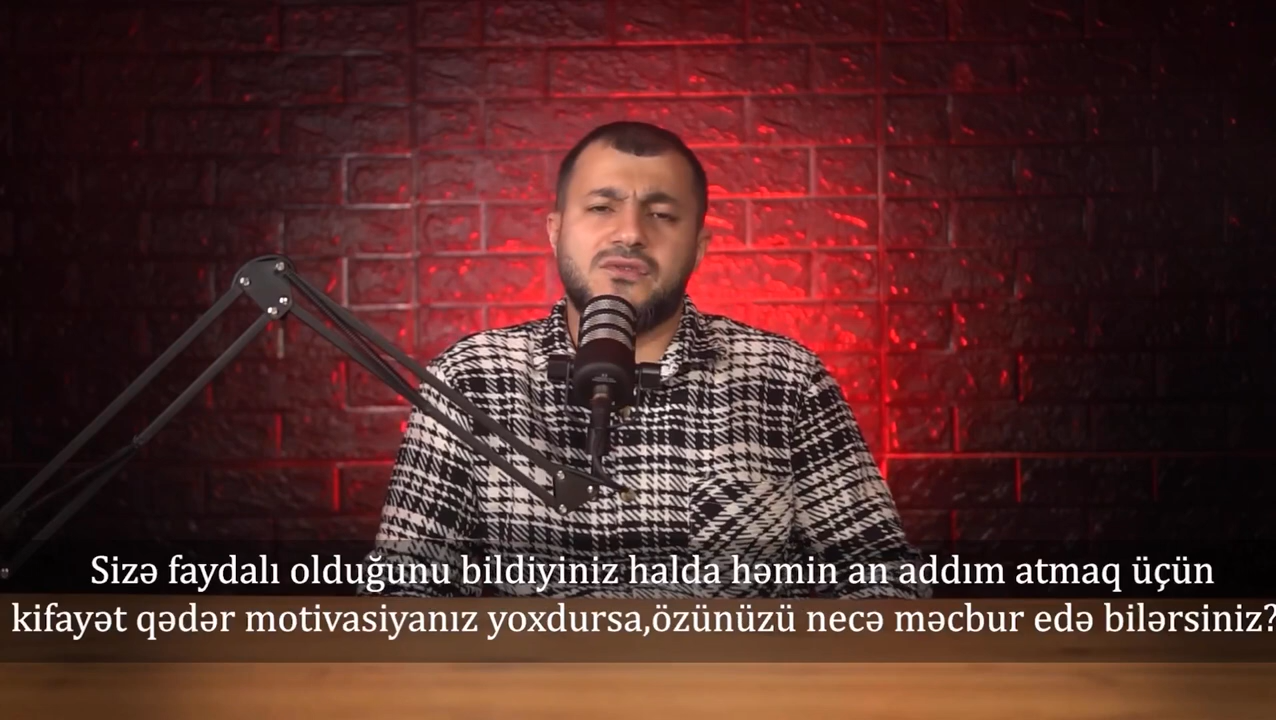 Sizə faydalı olduğunu bildiyiniz halda həmin an addım atmaq üçün
kifayət qədər motivasiyanız yoxdursa,özünüzü necə məcbur edə bilərsiniz?